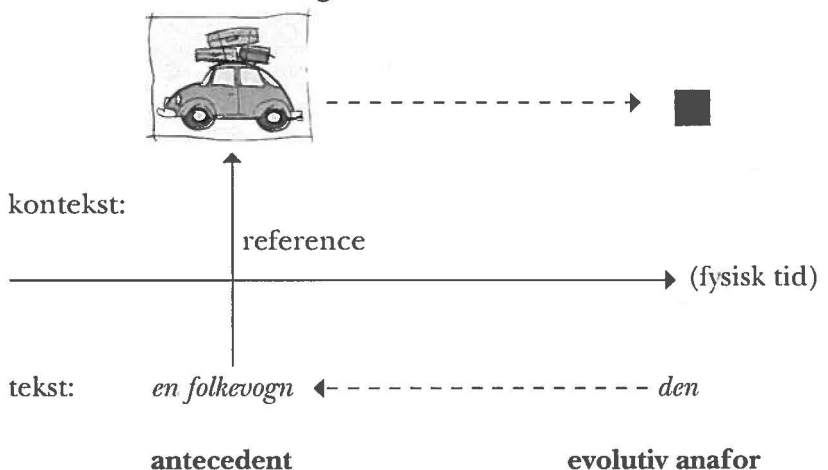 kontekst:
reference
(fysisk tid)
tekst: en folkevogn den
antecedent evolutiv anafor